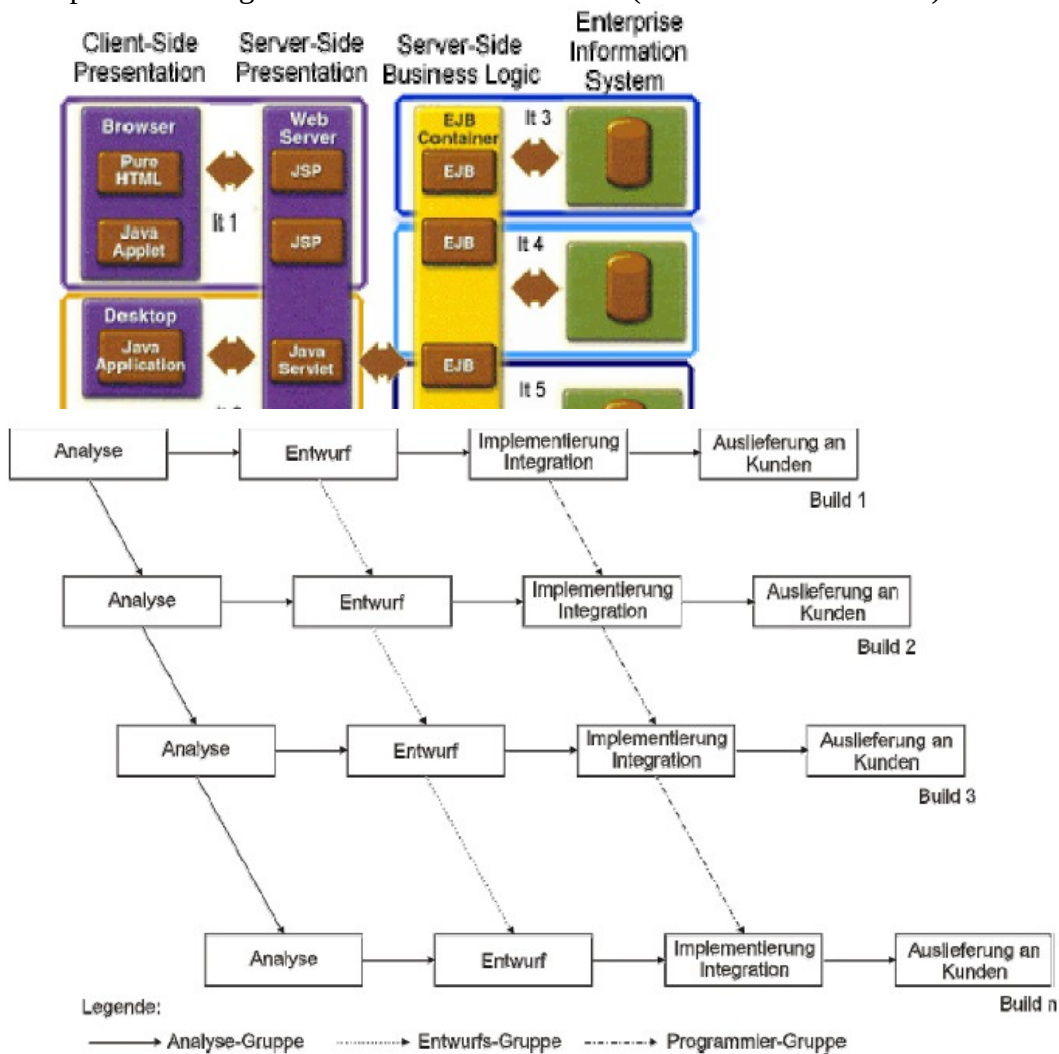 Client-Side
Presentation
Server-Side
Presentation
Server-Side
Business Logic
Enterprise
Information
System
Browser
Pure
HTML
Java
Applet
It 1
Web
Server
JSP
JSP
EJB
Container
EJB
EJB
It 3
It 4
Desktop
Java
Application
Java
Servlet
EJB
It 5
Analyse
Entwurf
Implementierung
Integration
Auslieferung an
Kunden
Build 1
Analyse
Entwurf
Implementierung
Integration
Auslieferung an
Kunden
Build 2
Analyse
Entwurf
Implementierung
Integration
Auslieferung an
Kunden
Build 3
Analyse
Entwurf
Implementierung
Integration
Auslieferung an
Kunden
Build n
Legende:
Analyse-Gruppe
Entwurfs-Gruppe
Programmier-Gruppe